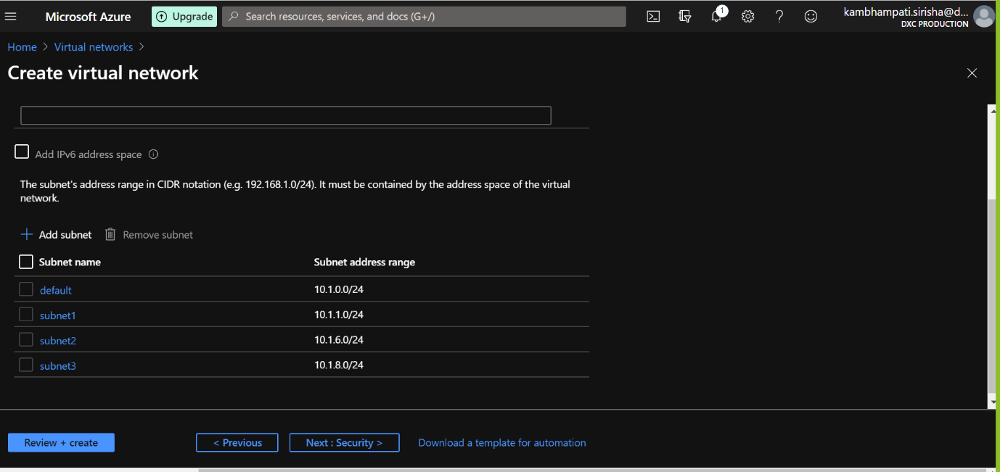 Microsoft Azure
Upgrade
Search resources, services, and docs (G+/)
1
kambhampati.sirisha@d...
DXC PRODUCTION
Home > Virtual networks >
Create virtual network
Add IPv6 address space
The subnet's address range in CIDR notation (e.g. 192.168.1.0/24). It must be contained by the address space of the virtual
network.
+ Add subnet Remove subnet
Subnet name Subnet address range
default 10.1.0.0/24
subnet1 10.1.1.0/24
subnet2 10.1.6.0/24
subnet3 10.1.8.0/24
Review + create < Previous Next : Security > Download a template for automation